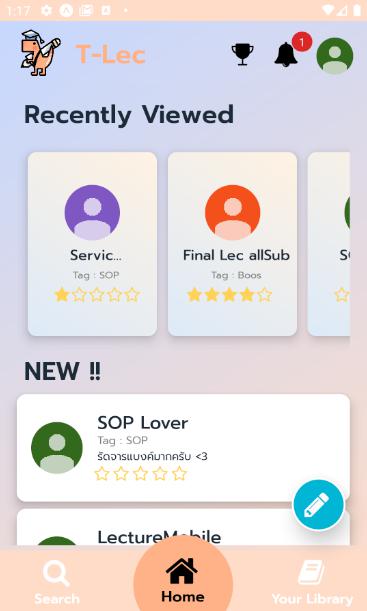 1:17
T-Lec
1
Recently Viewed
Servic...
Tag : SOP
Final Lec allSub
Tag : Boos
NEW !!
SOP Lover
Tag : SOP
รัดจารแบงค์มากครับ <3
LectureMobile
Search
Home
Your Library